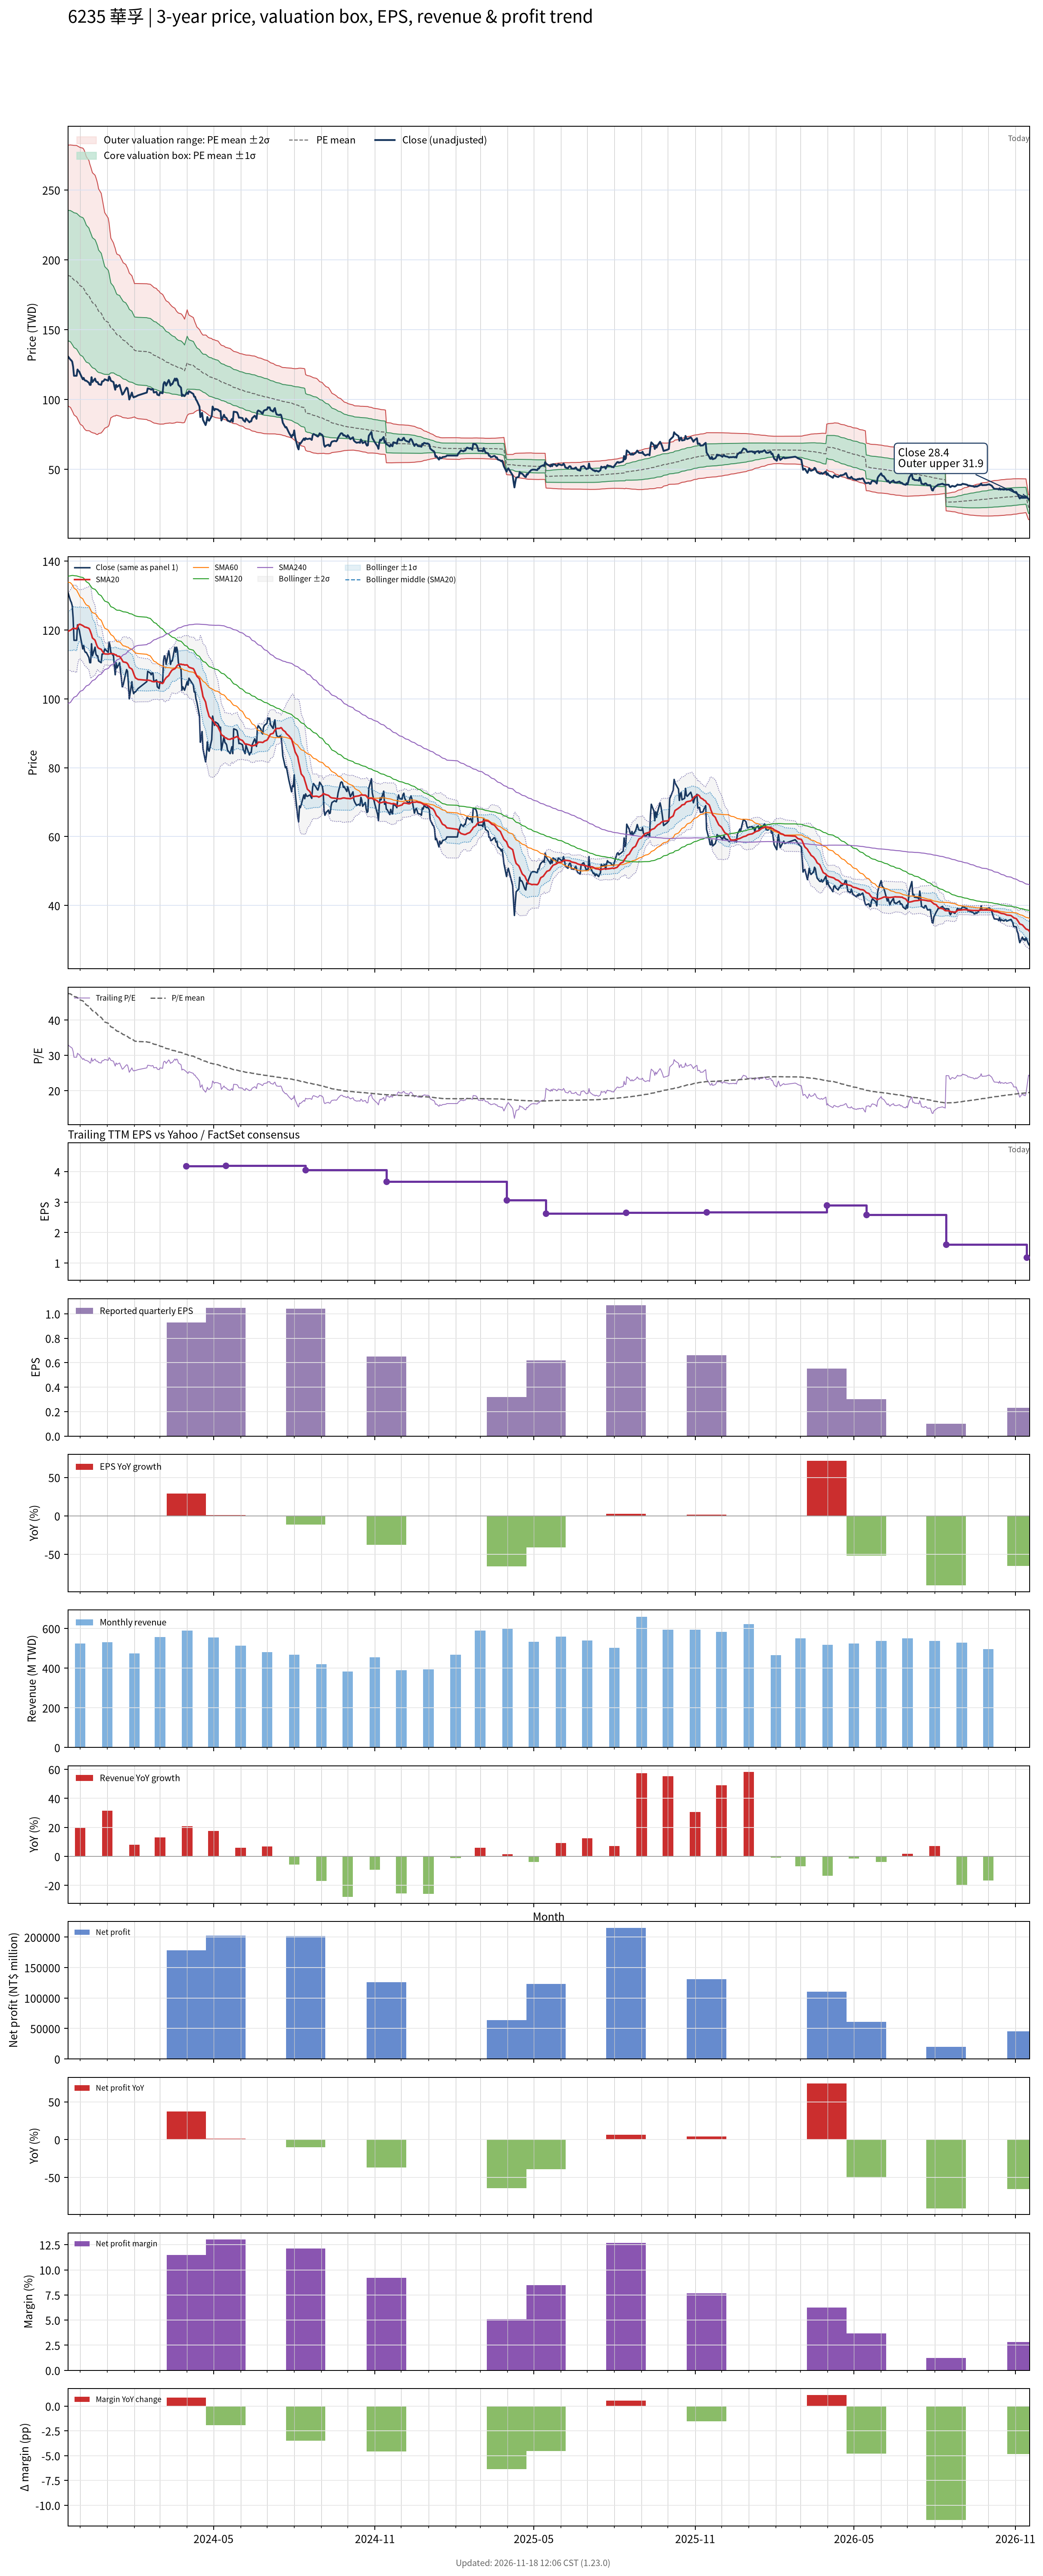 6235 華孚 | 3-year price, valuation box, EPS, revenue & profit trend
Outer valuation range: PE mean ±2σ
PE mean
Close (unadjusted)
Core valuation box: PE mean ±1σ
Today
Price (TWD)
250
200
150
100
50
Close 28.4
Outer upper 31.9
Close (same as panel 1)
SMA20
SMA60
SMA120
SMA240
Bollinger ±2σ
Bollinger ±1σ
Bollinger middle (SMA20)
Price
140
120
100
80
60
40
Trailing P/E
P/E mean
P/E
40
30
20
Trailing TTM EPS vs Yahoo / FactSet consensus
Today
EPS
4
3
2
1
Reported quarterly EPS
EPS
1.0
0.8
0.6
0.4
0.2
0.0
EPS YoY growth
YoY (%)
50
0
-50
Monthly revenue
Revenue (M TWD)
600
400
200
0
Revenue YoY growth
YoY (%)
60
40
20
0
-20
Month
Net profit
Net profit (NT$ million)
200000
150000
100000
50000
0
Net profit YoY
YoY (%)
50
0
-50
Net profit margin
Margin (%)
12.5
10.0
7.5
5.0
2.5
0.0
Margin YoY change
Δ margin (pp)
0.0
-2.5
-5.0
-7.5
-10.0
2024-05
2024-11
2025-05
2025-11
2026-05
2026-11
Updated: 2026-11-18 12:06 CST (1.23.0)